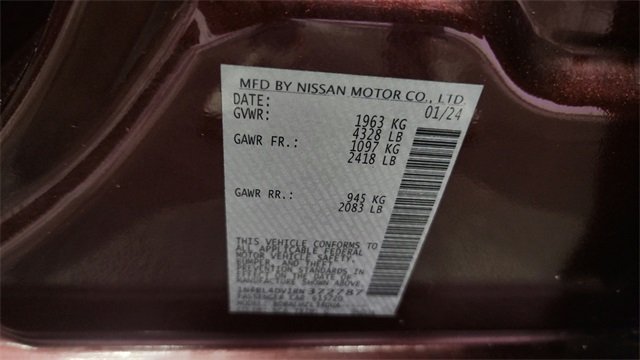 MFD BY NISSAN MOTOR CO., LTD.
DATE: 01/24
GVWR: 1963 KG
4328 LB
GAWR FR.: 1097 KG
2418 LB
GAWR RR.: 945 KG
2083 LB
THIS VEHICLE CONFORMS TO
ALL APPLICABLE FEDERAL
MOTOR VEHICLE SAFETY,
BUMPER, AND THEFT
PREVENTION STANDARDS IN
EFFECT ON THE DATE OF
MANUFACTURE SHOWN ABOVE.
372787
PASSENGER CAR